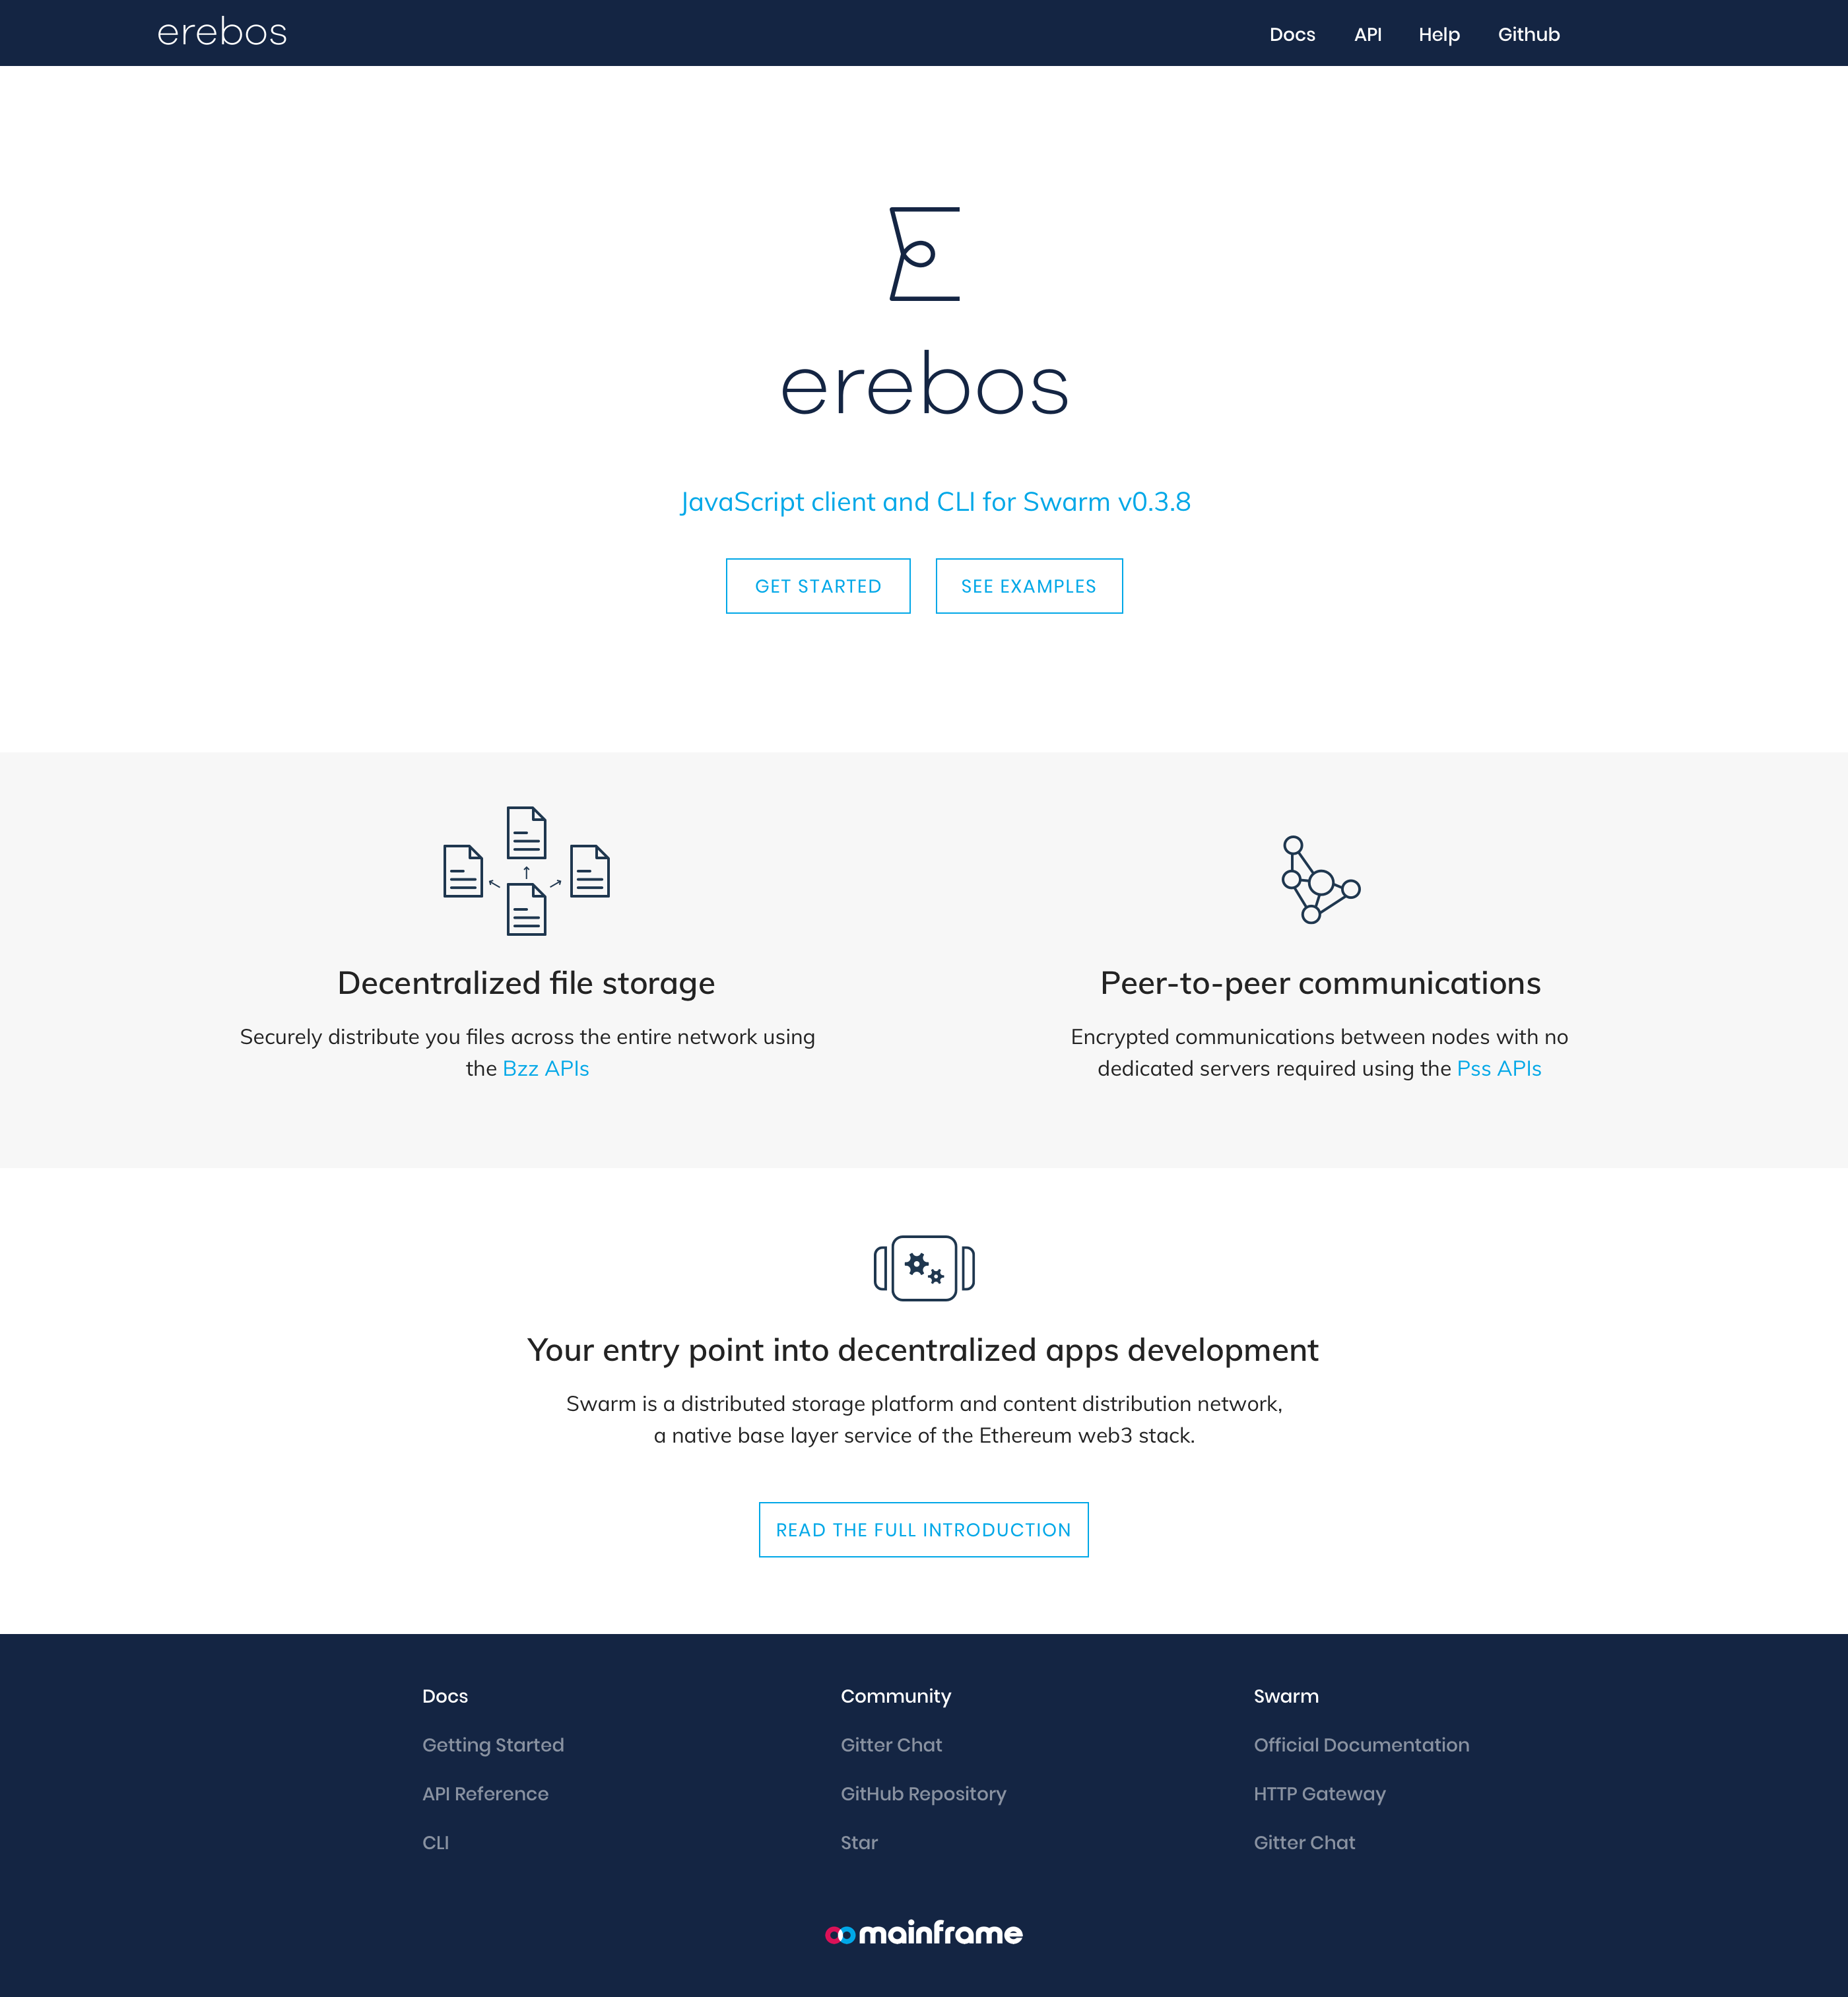 erebos
Docs API Help Github
erebos
JavaScript client and CLI for Swarm v0.3.8
GET STARTED SEE EXAMPLES
Decentralized file storage
Securely distribute you files across the entire network using
the Bzz APIs
Peer-to-peer communications
Encrypted communications between nodes with no
dedicated servers required using the Pss APIs
Your entry point into decentralized apps development
Swarm is a distributed storage platform and content distribution network,
a native base layer service of the Ethereum web3 stack.
READ THE FULL INTRODUCTION
Docs
Getting Started
API Reference
CLI
Community
Gitter Chat
GitHub Repository
Star
Swarm
Official Documentation
HTTP Gateway
Gitter Chat
mainframe